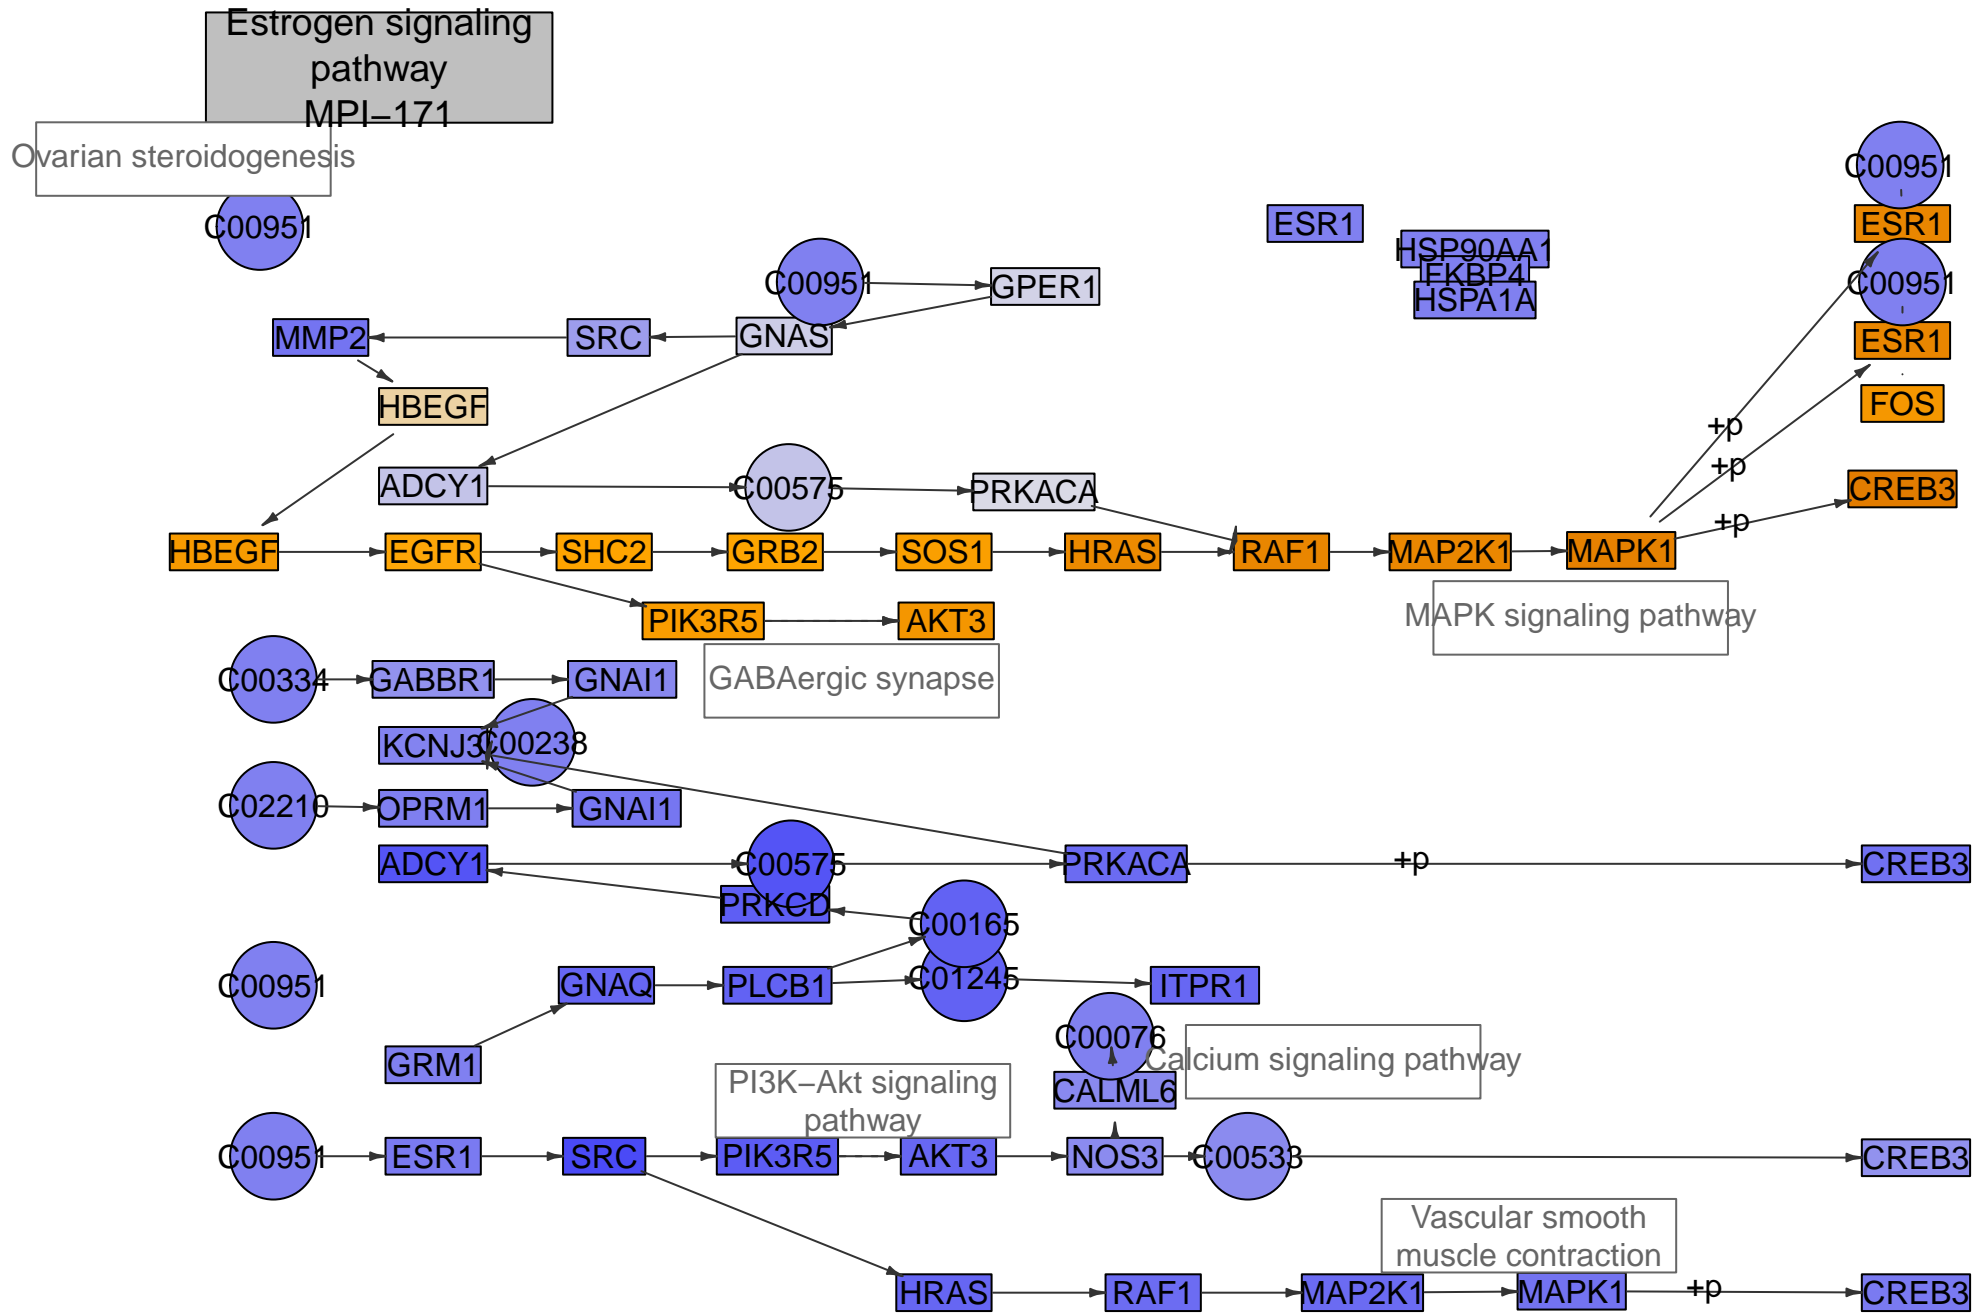 Estrogen signaling
pathway
MPI−171
Ovarian steroidogenesis
C00951
C00951
ESR1
HSP90AA1
FKBP4
HSPA1A
C00951
ESR1
C00951
GPER1
C00951
MMP2
SRC
GNAS
ESR1
HBEGF
FOS
+p
+p
ADCY1
C00575
PRKACA
CREB3
+p
HBEGF
EGFR
SHC2
GRB2
SOS1
HRAS
RAF1
MAP2K1
MAPK1
PIK3R5
AKT3
MAPK signaling pathway
C00334
GABBR1
GNAI1
GABAergic synapse
KCNJ3
C00238
C02210
OPRM1
GNAI1
ADCY1
C00575
PRKACA
+p
CREB3
PRKCD
C00165
C00951
GNAQ
PLCB1
C01245
ITPR1
C00076
Calcium signaling pathway
GRM1
PI3K−Akt signaling
pathway
CALML6
C00951
ESR1
SRC
PIK3R5
AKT3
NOS3
C00533
CREB3
Vascular smooth
muscle contraction
HRAS
RAF1
MAP2K1
MAPK1
+p
CREB3